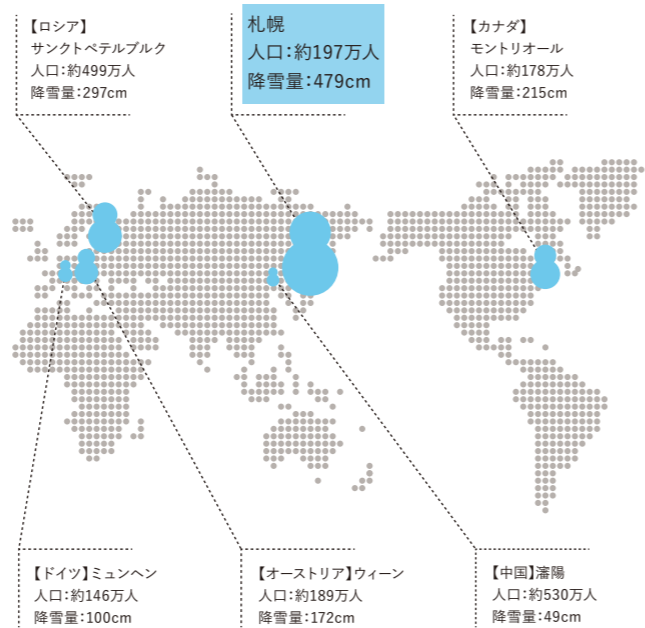 【ロシア】
サンクトペテルブルク
人口：約499万人
降雪量：297cm
札幌
人口：約197万人
降雪量：479cm
【カナダ】
モントリオール
人口：約178万人
降雪量：215cm
【ドイツ】ミュンヘン
人口：約146万人
降雪量：100cm
【オーストリア】ウィーン
人口：約189万人
降雪量：172cm
【中国】瀋陽
人口：約530万人
降雪量：49cm